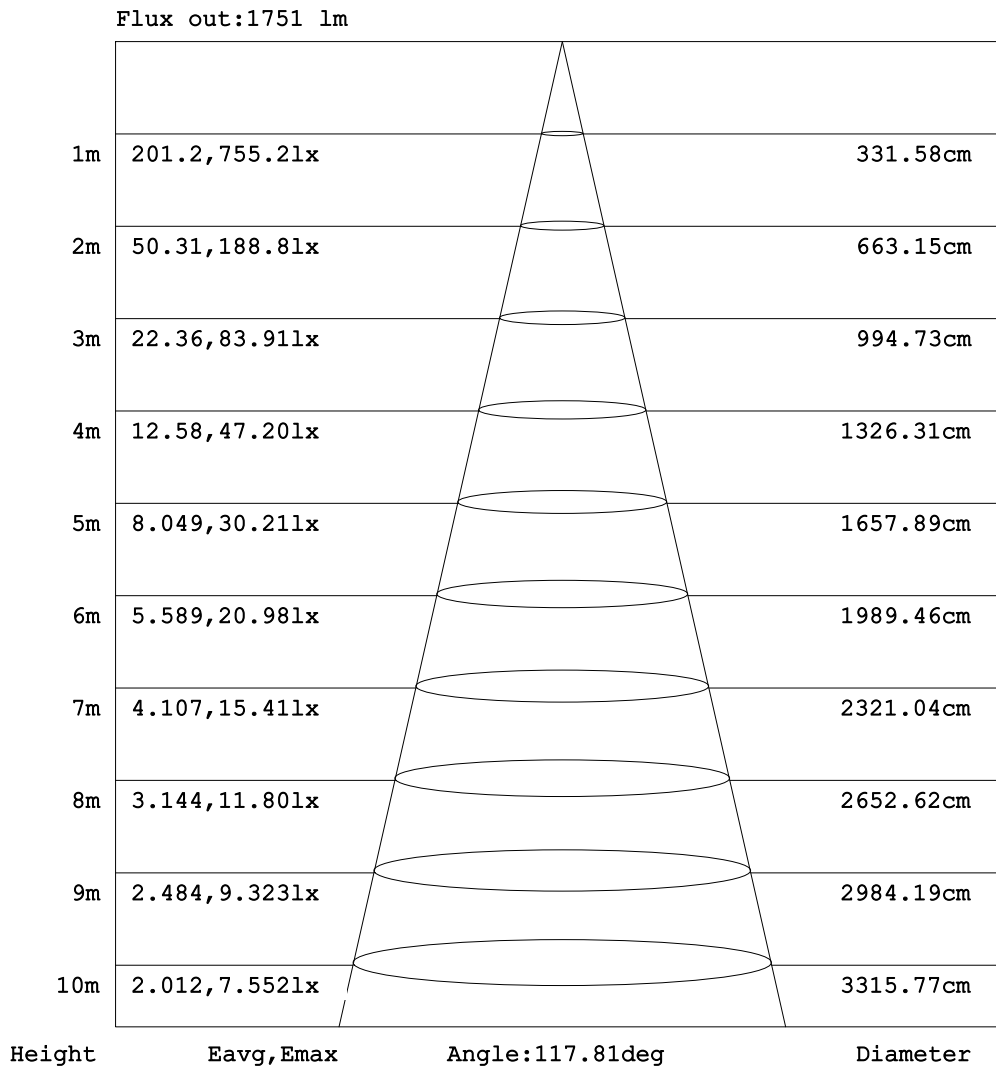 Flux out:1751 lm
1m 201.2,755.2lx 331.58cm
2m 50.31,188.8lx 663.15cm
3m 22.36,83.91lx 994.73cm
4m 12.58,47.20lx 1326.31cm
5m 8.049,30.21lx 1657.89cm
6m 5.589,20.98lx 1989.46cm
7m 4.107,15.41lx 2321.04cm
8m 3.144,11.80lx 2652.62cm
9m 2.484,9.323lx 2984.19cm
10m 2.012,7.552lx 3315.77cm
Height Eavg,Emax Angle:117.81deg Diameter